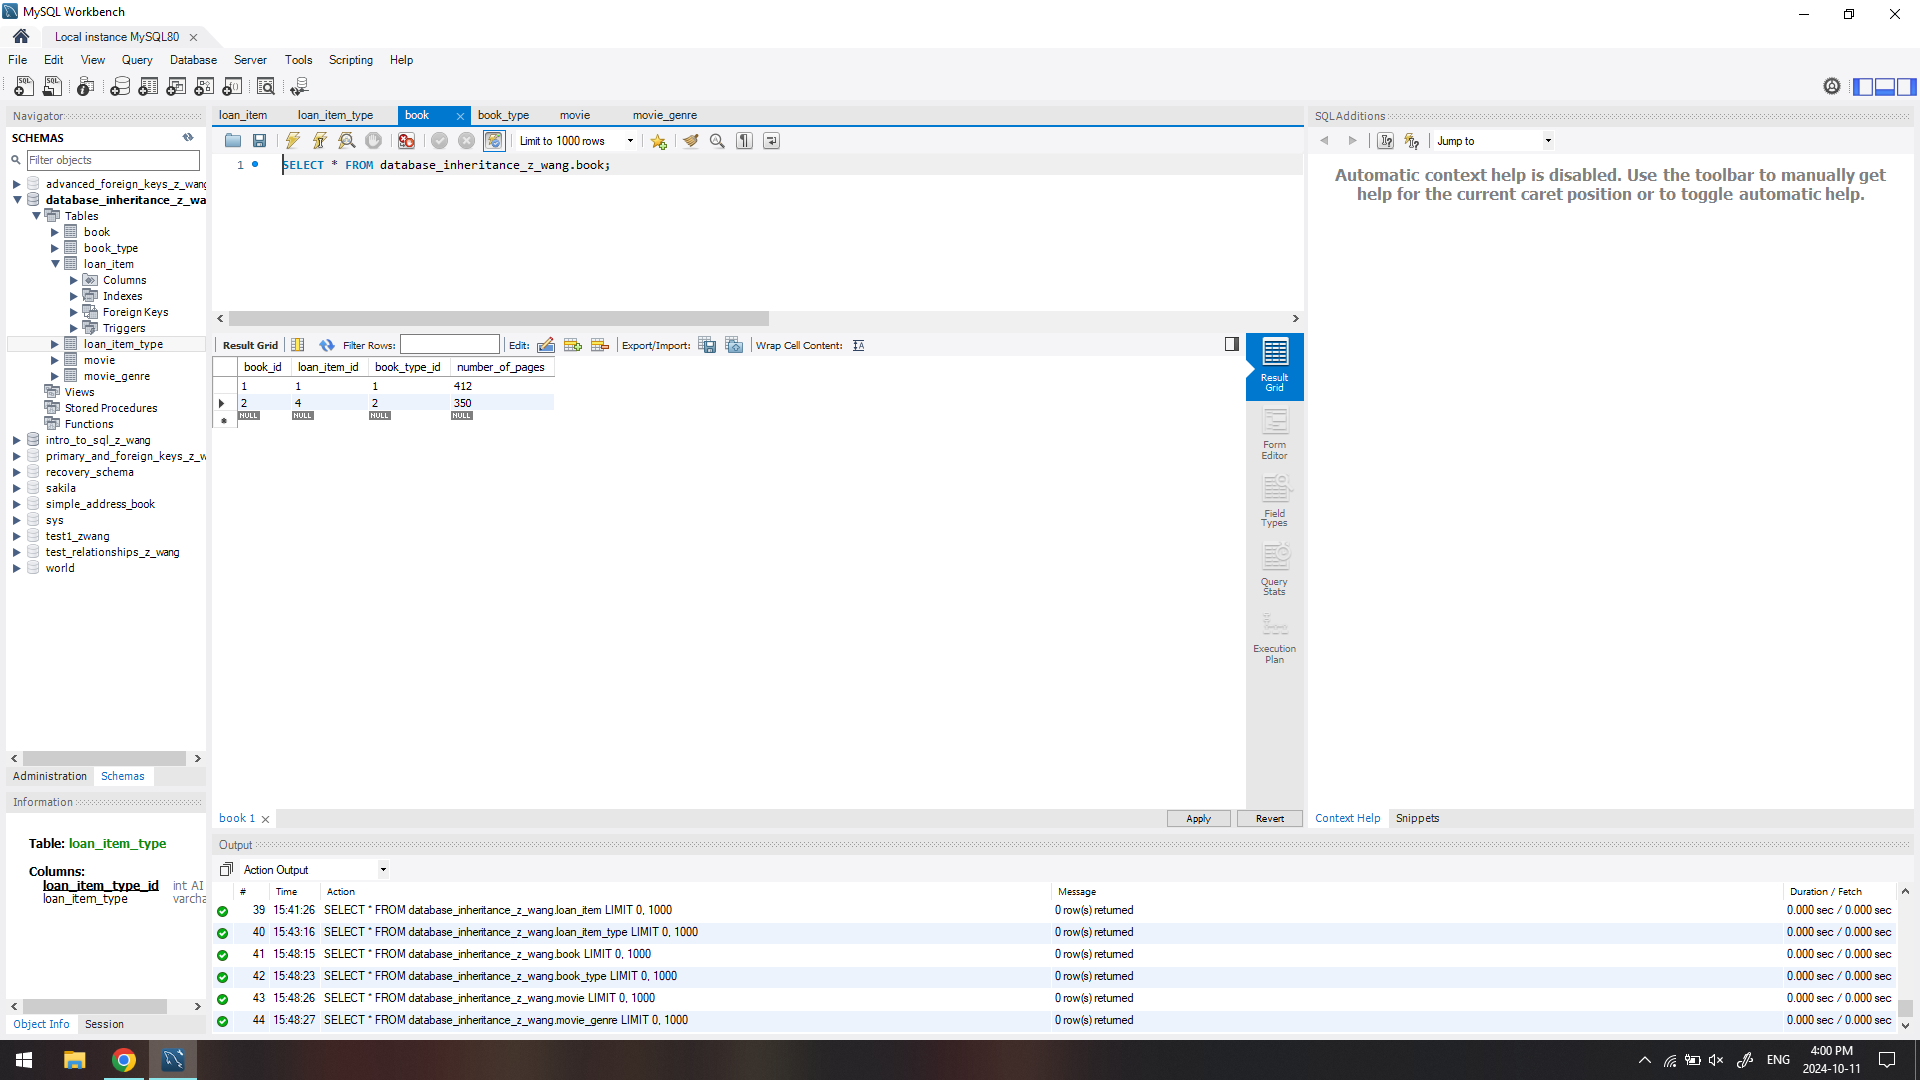 MySQL Workbench
Local instance MySQL80
File Edit View Query Database Server Tools Scripting Help
Navigator
SCHEMAS
Filter objects
advanced_foreign_keys_z_wang
database_inheritance_z_wa
Tables
book
book_type
loan_item
Columns
Indexes
Foreign Keys
Triggers
loan_item_type
movie
movie_genre
Views
Stored Procedures
Functions
intro_to_sql_z_wang
primary_and_foreign_keys_z_w
recovery_schema
sakila
simple_address_book
sys
test1_zwang
test_relationships_z_wang
world
Administration Schemas
Information
Table: loan_item_type
Columns:
loan_item_type_id int AI
loan_item_type varcha
Object Info Session
loan_item loan_item_type book book_type movie movie_genre
Limit to 1000 rows
1 SELECT * FROM database_inheritance_z_wang.book;
Result Grid Filter Rows: Edit: Export/Import: Wrap Cell Content:
book_id loan_item_id book_type_id number_of_pages
1 1 1 412
2 4 2 350
NULL NULL NULL NULL
Result
Grid
Form
Editor
Field
Types
Query
Stats
Execution
Plan
book 1 Apply Revert
SQLAdditions
Jump to
Automatic context help is disabled. Use the toolbar to manually get
help for the current caret position or to toggle automatic help.
Context Help Snippets
Output
Action Output
# Time Action Message Duration / Fetch
39 15:41:26 SELECT * FROM database_inheritance_z_wang.loan_item LIMIT 0, 1000 0 row(s) returned 0.000 sec / 0.000 sec
40 15:43:16 SELECT * FROM database_inheritance_z_wang.loan_item_type LIMIT 0, 1000 0 row(s) returned 0.000 sec / 0.000 sec
41 15:48:15 SELECT * FROM database_inheritance_z_wang.book LIMIT 0, 1000 0 row(s) returned 0.000 sec / 0.000 sec
42 15:48:23 SELECT * FROM database_inheritance_z_wang.book_type LIMIT 0, 1000 0 row(s) returned 0.000 sec / 0.000 sec
43 15:48:26 SELECT * FROM database_inheritance_z_wang.movie LIMIT 0, 1000 0 row(s) returned 0.000 sec / 0.000 sec
44 15:48:27 SELECT * FROM database_inheritance_z_wang.movie_genre LIMIT 0, 1000 0 row(s) returned 0.000 sec / 0.000 sec
ENG
4:00 PM
2024-10-11